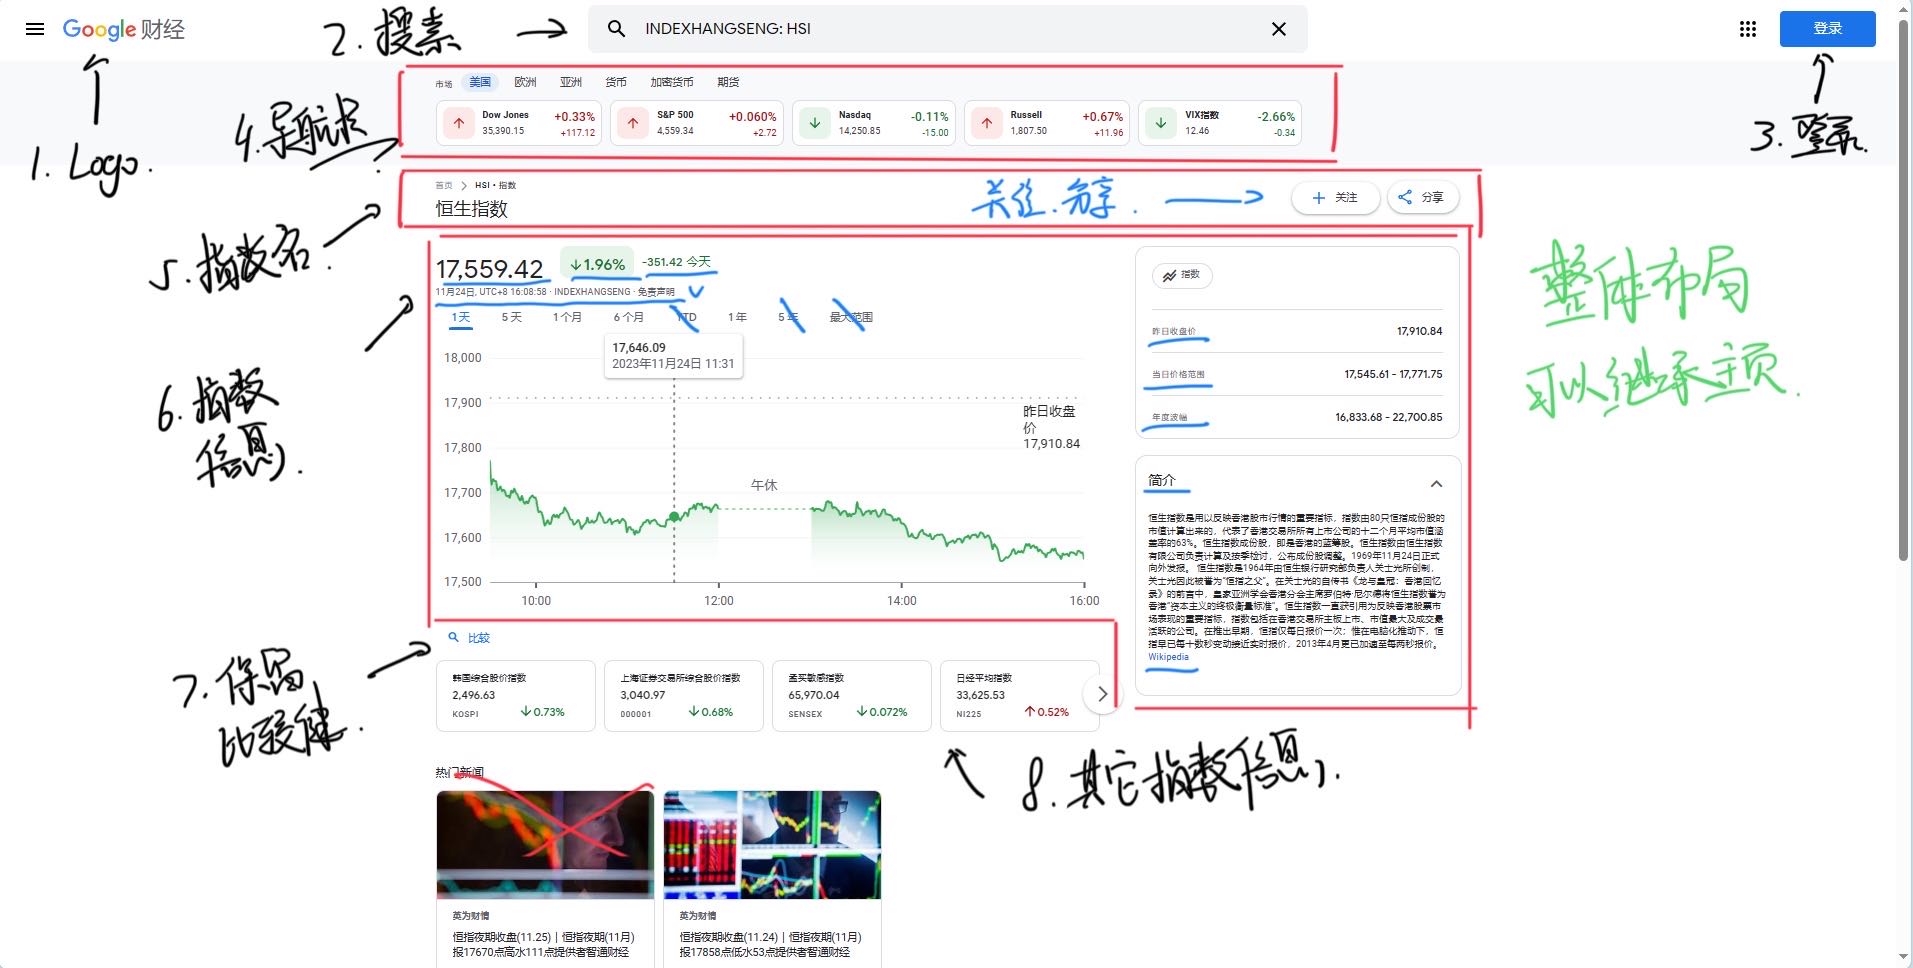 Google 财经
2. 搜素
INDEXHANGSENG: HSI
登录
1. Logo.
3. 登录.
4. 导航栏
市场 美国 欧洲 亚洲 货币 加密货币 期货
Dow Jones +0.33%
35,390.15 +117.12
S&P 500 +0.060%
4,559.34 +2.72
Nasdaq -0.11%
14,250.85 -15.00
Russell +0.67%
1,807.50 +11.96
VIX指数 -2.66%
12.46 -0.34
首页 HSI • 指数
恒生指数
关注.分享.
关注 分享
5. 指数名.
17,559.42 1.96% -351.42 今天
11月24日, UTC+8 16:08:58 · INDEXHANGSENG · 免责声明
1天 5天 1个月 6个月 YTD 1年 5年 最大范围
17,646.09
2023年11月24日 11:31
18,000
17,900
17,800
17,700
17,600
17,500
昨日收盘
价
17,910.84
午休
10:00 12:00 14:00 16:00
6. 指数
信息.
指数
昨日收盘价 17,910.84
当日价格范围 17,545.61 - 17,771.75
年度波幅 16,833.68 - 22,700.85
整体布局
可以继承主页.
简介
恒生指数是用以反映香港股市行情的重要指标，指数由80只恒指成份股的
市值计算出来的，代表了香港交易所所有上市公司的十二个月平均市值涵
盖率的63%。恒生指数成份股，即是香港的蓝筹股。恒生指数由恒生指数
有限公司负责计算及按季检讨，公布成份股调整。1969年11月24日正式
向外发报。 恒生指数是1964年由恒生银行研究部负责人关士光所创制，
关士光因此被誉为“恒指之父”。在关士光的自传书《龙与皇冠：香港回忆
录》的前言中，皇家亚洲学会香港分会主席罗伯特·尼尔德将恒生指数誉为
香港“资本主义的终极衡量标准”。恒生指数一直获引用为反映香港股票市
场表现的重要指标，指数包括在香港交易所主板上市、市值最大及成交最
活跃的公司。在推出早期，恒指仅每日报价一次；惟在电脑化推动下，恒
指早已每十数秒变动接近实时报价，2013年4月更已加速至每两秒报价。
Wikipedia
7. 保留
比较键.
比较
韩国综合股价指数
2,496.63
KOSPI 0.73%
上海证券交易所综合股价指数
3,040.97
000001 0.68%
孟买敏感指数
65,970.04
SENSEX 0.072%
日经平均指数
33,625.53
NI225 0.52%
8. 其它指数信息.
热门新闻
英为财情
恒指夜期收盘(11.25)｜恒指夜期(11月)
报17670点高水111点提供者智通财经
英为财情
恒指夜期收盘(11.24)｜恒指夜期(11月)
报17858点低水53点提供者智通财经